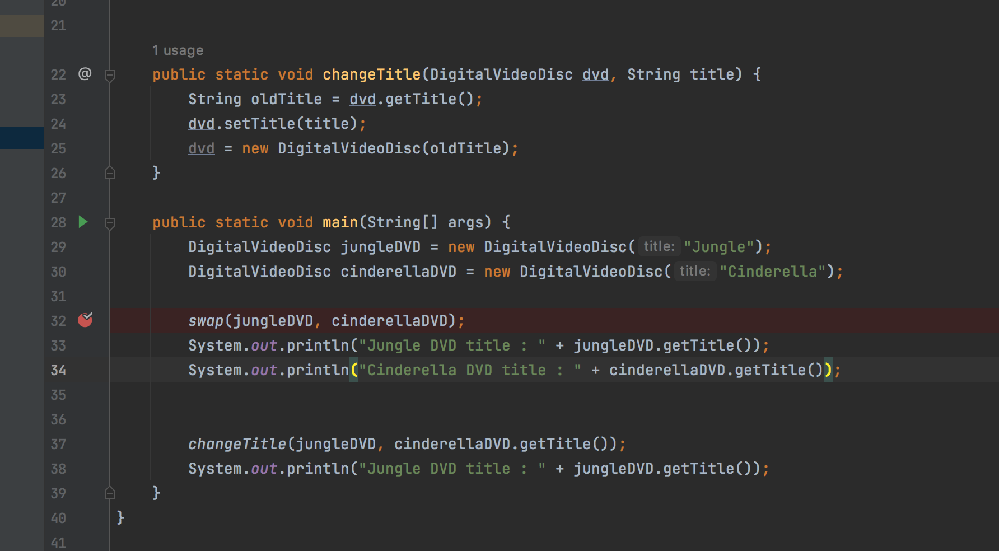 20
21
1 usage
22 @ public static void changeTitle(DigitalVideoDisc dvd, String title) {
23 String oldTitle = dvd.getTitle();
24 dvd.setTitle(title);
25 dvd = new DigitalVideoDisc(oldTitle);
26 }
27
28 public static void main(String[] args) {
29 DigitalVideoDisc jungleDVD = new DigitalVideoDisc( title: "Jungle");
30 DigitalVideoDisc cinderellaDVD = new DigitalVideoDisc( title: "Cinderella");
31
32 swap(jungleDVD, cinderellaDVD);
33 System.out.println("Jungle DVD title : " + jungleDVD.getTitle());
34 System.out.println("Cinderella DVD title : " + cinderellaDVD.getTitle());
35
36
37 changeTitle(jungleDVD, cinderellaDVD.getTitle());
38 System.out.println("Jungle DVD title : " + jungleDVD.getTitle());
39 }
40 }
41